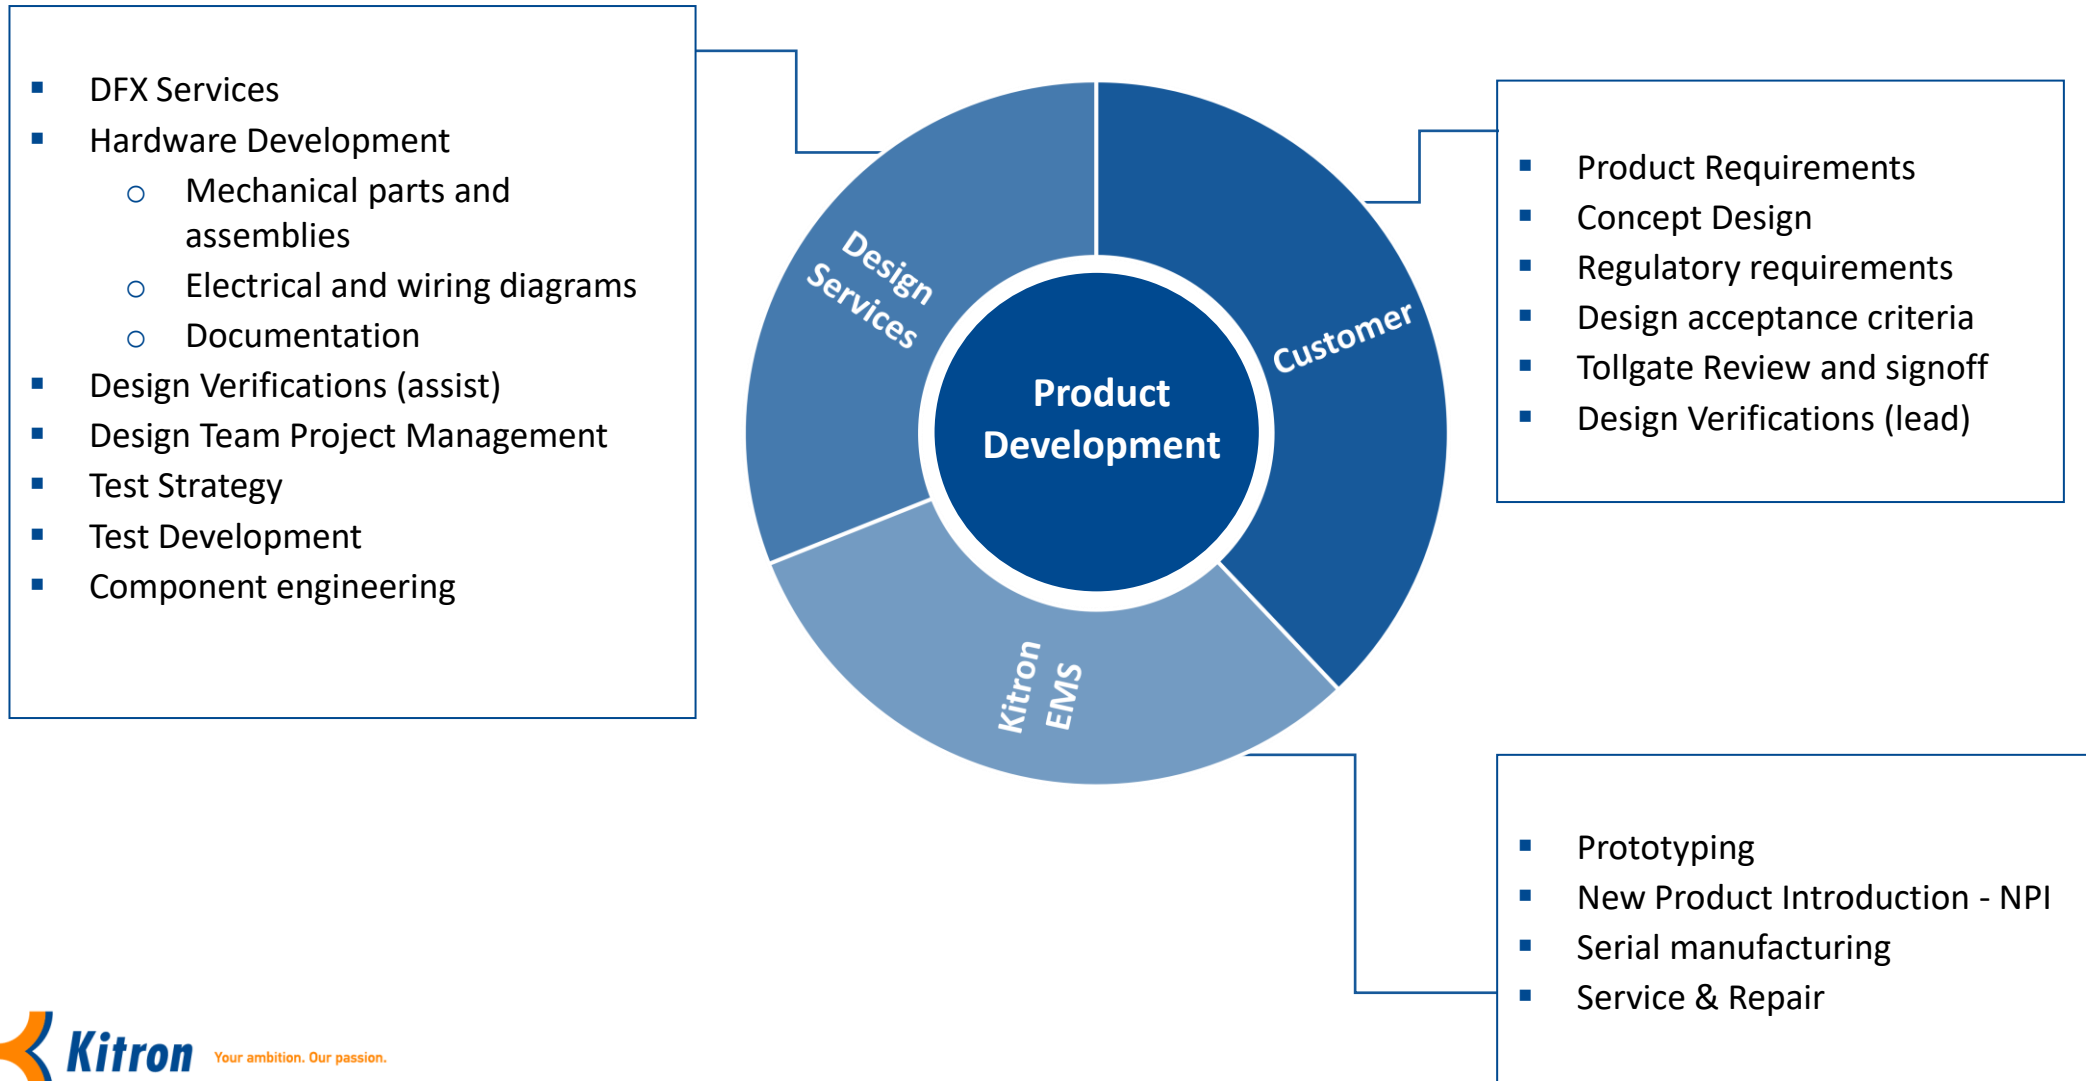 DFX Services
Hardware Development
Mechanical parts and
assemblies
Electrical and wiring diagrams
Documentation
Design Verifications (assist)
Design Team Project Management
Test Strategy
Test Development
Component engineering
Design
Services
Customer
Product
Development
Kitron
EMS
Product Requirements
Concept Design
Regulatory requirements
Design acceptance criteria
Tollgate Review and signoff
Design Verifications (lead)
Prototyping
New Product Introduction - NPI
Serial manufacturing
Service & Repair
Kitron
Your ambition. Our passion.